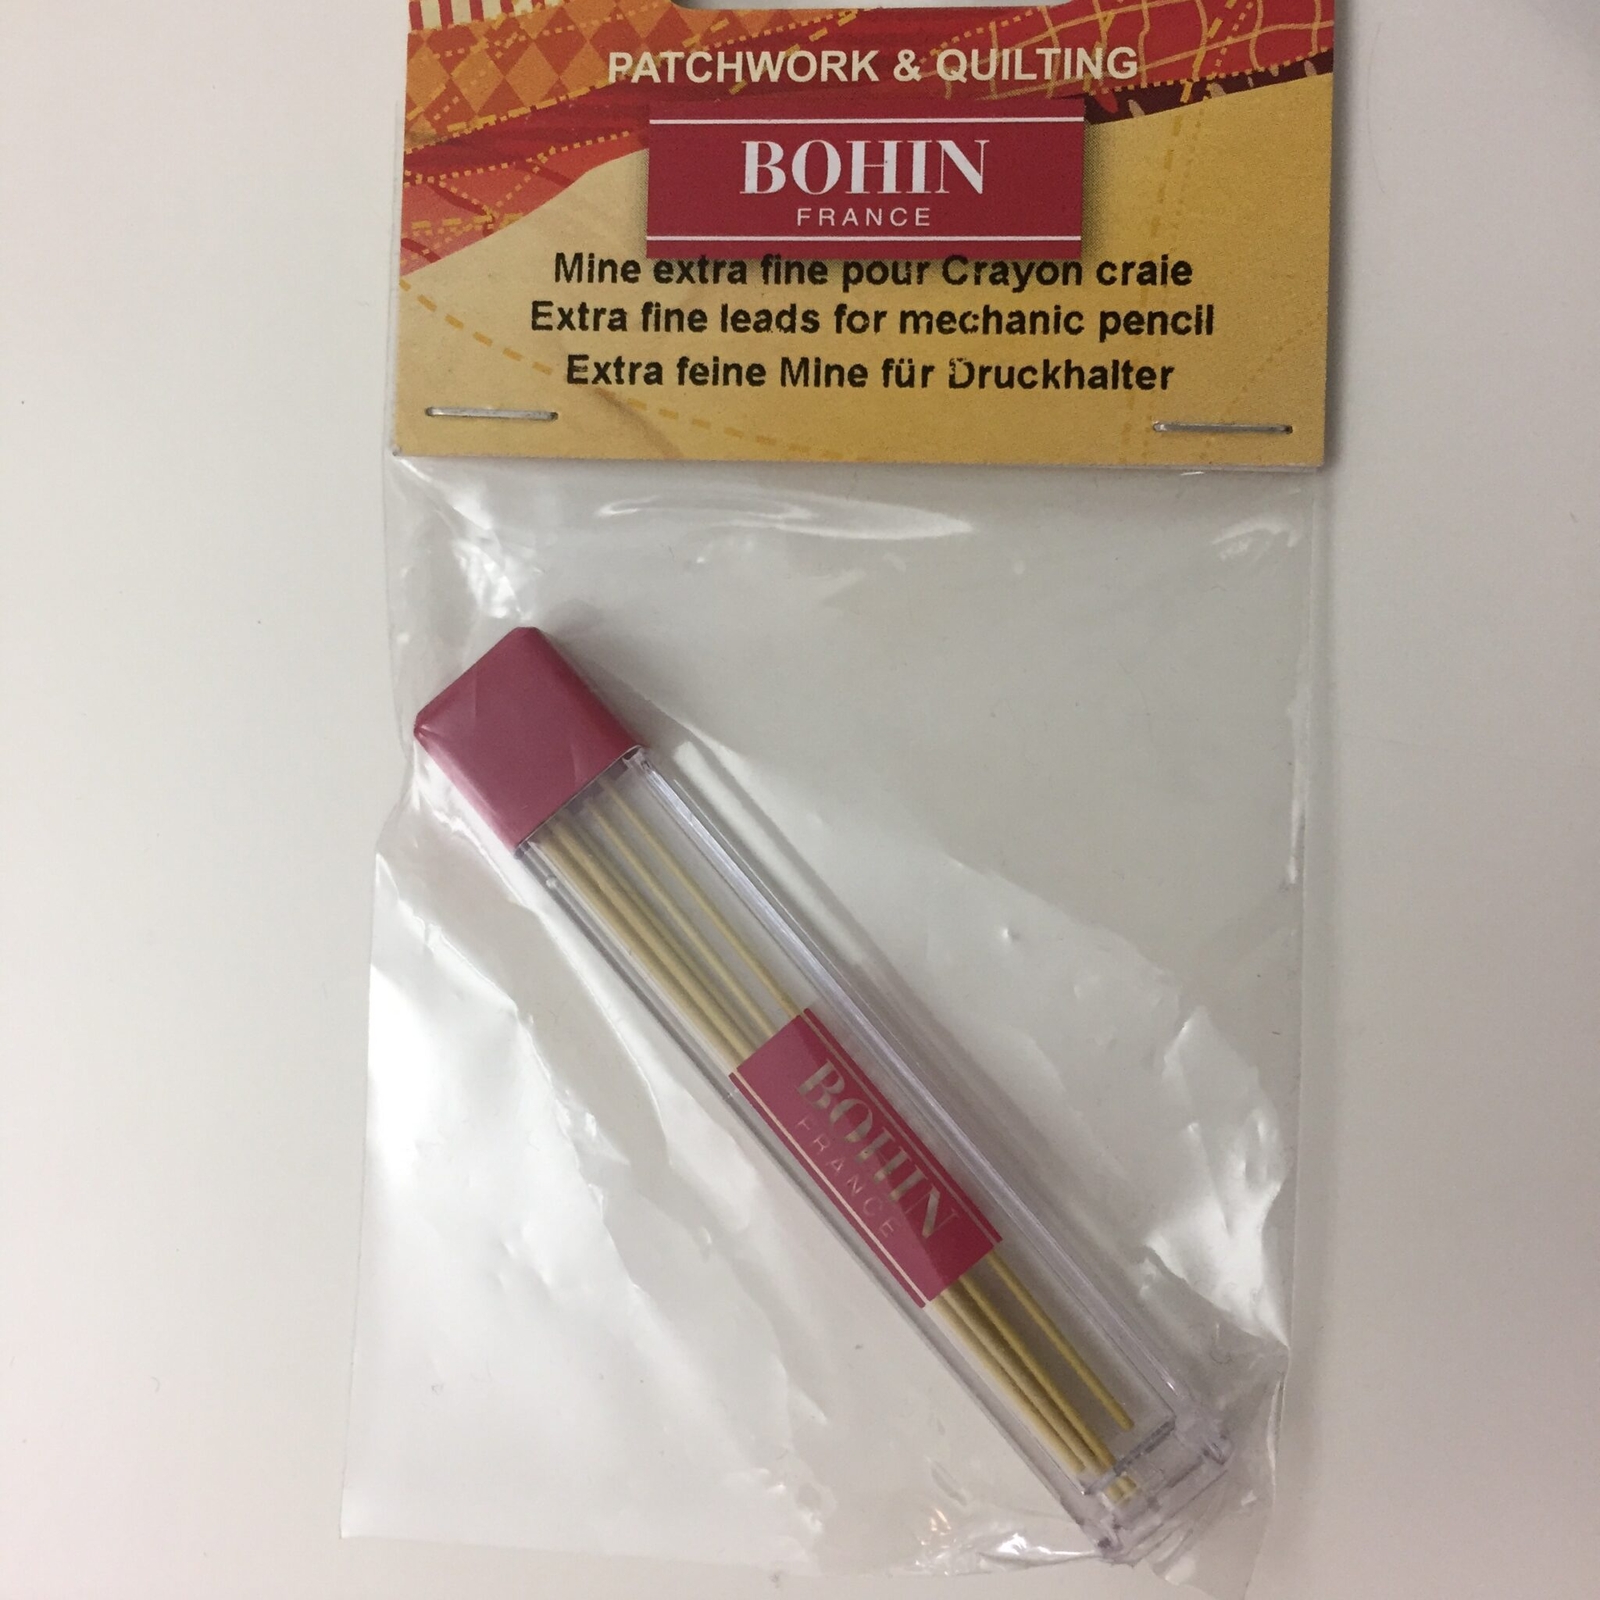 PATCHWORK & QUILTING
BOHIN
FRANCE
Mine extra fine pour Crayon craie
Extra fine leads for mechanic pencil
Extra feine Mine für Druckhalter
BOHIN
FRANCE